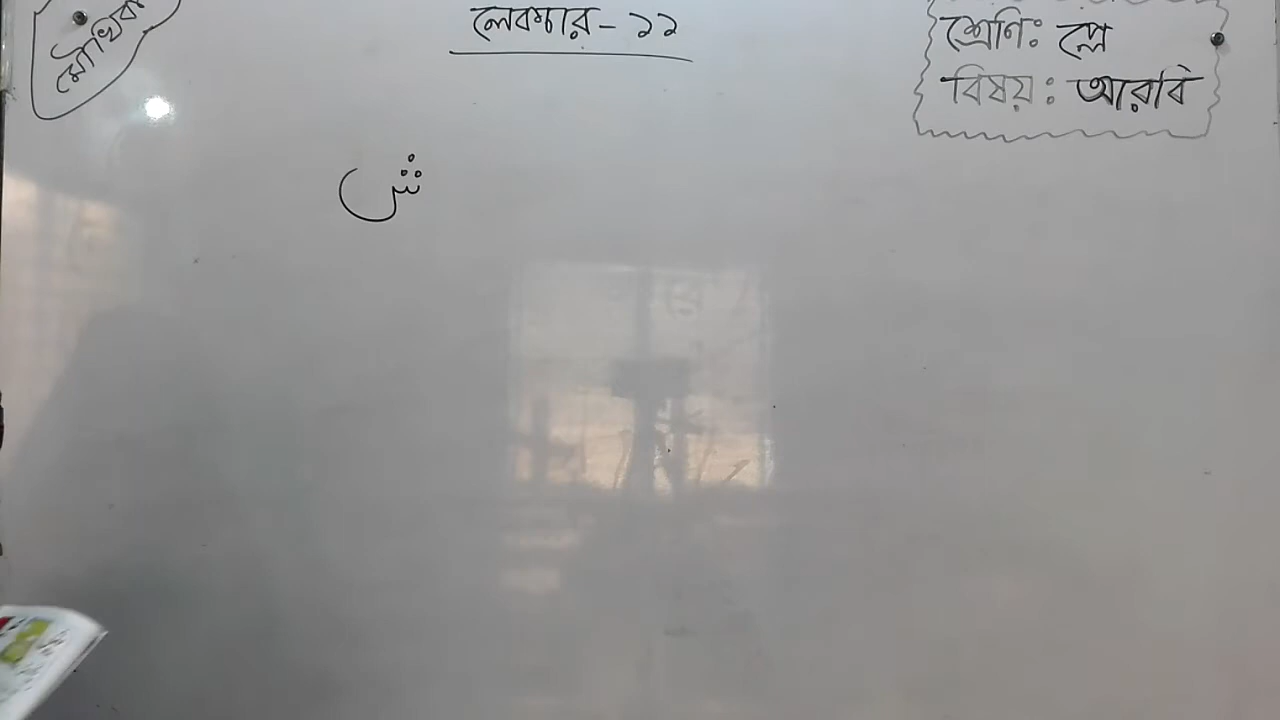 মৌখিক
লেকচার - ১১
শ্রেণি: প্লে
বিষয়: আরবি
ش